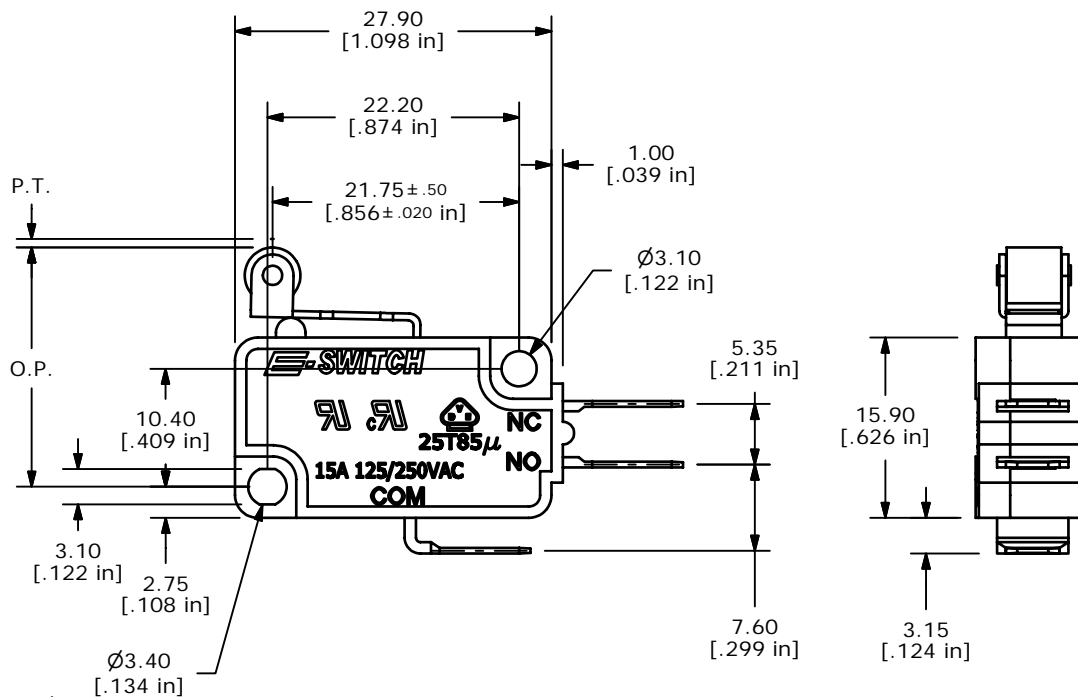 27.90
[1.098 in]
22.20
[.874 in]
1.00
[.039 in]
P.T.
21.75±.50
[.856±.020 in]
Ø3.10
[.122 in]
O.P.
E-SWITCH
5.35
[.211 in]
10.40
[.409 in]
15.90
[.626 in]
NC
25T85µ
NO
15A 125/250VAC
COM
3.10
[.122 in]
2.75
[.108 in]
7.60
[.299 in]
3.15
[.124 in]
Ø3.40
[.134 in]